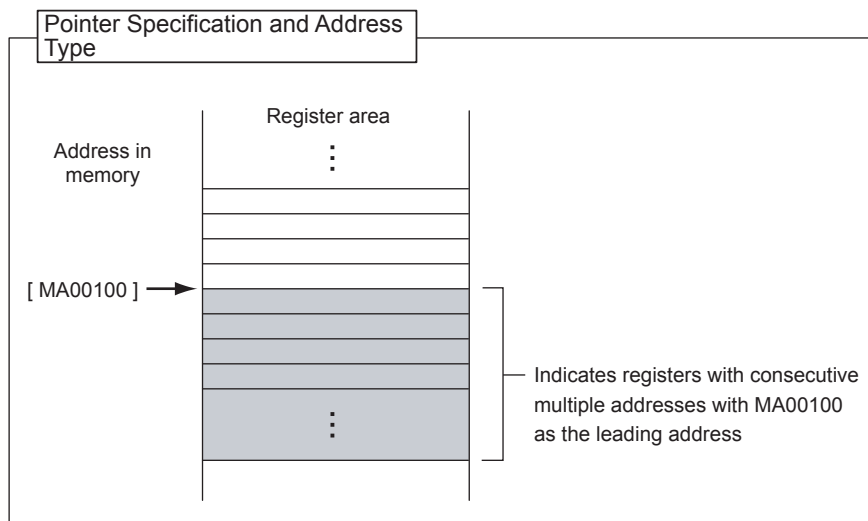 Pointer Specification and Address
Type
Register area
⋮
Address in
memory
[ MA00100 ]
Indicates registers with consecutive
multiple addresses with MA00100
as the leading address
⋮